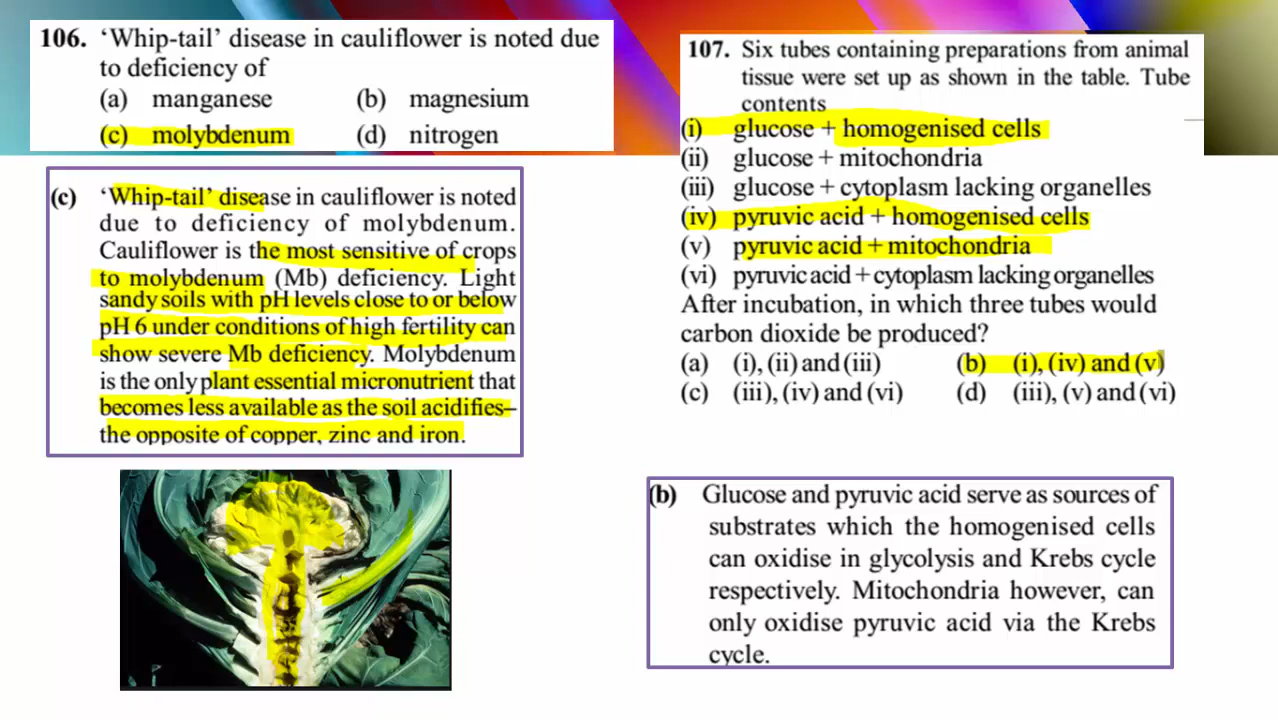 106. ‘Whip-tail’ disease in cauliflower is noted due
to deficiency of
(a) manganese (b) magnesium
(c) molybdenum (d) nitrogen
(c) ‘Whip-tail’ disease in cauliflower is noted
due to deficiency of molybdenum.
Cauliflower is the most sensitive of crops
to molybdenum (Mb) deficiency. Light
sandy soils with pH levels close to or below
pH 6 under conditions of high fertility can
show severe Mb deficiency. Molybdenum
is the only plant essential micronutrient that
becomes less available as the soil acidifies–
the opposite of copper, zinc and iron.
107. Six tubes containing preparations from animal
tissue were set up as shown in the table. Tube
contents
(i) glucose + homogenised cells
(ii) glucose + mitochondria
(iii) glucose + cytoplasm lacking organelles
(iv) pyruvic acid + homogenised cells
(v) pyruvic acid + mitochondria
(vi) pyruvic acid + cytoplasm lacking organelles
After incubation, in which three tubes would
carbon dioxide be produced?
(a) (i), (ii) and (iii) (b) (i), (iv) and (v)
(c) (iii), (iv) and (vi) (d) (iii), (v) and (vi)
(b) Glucose and pyruvic acid serve as sources of
substrates which the homogenised cells
can oxidise in glycolysis and Krebs cycle
respectively. Mitochondria however, can
only oxidise pyruvic acid via the Krebs
cycle.